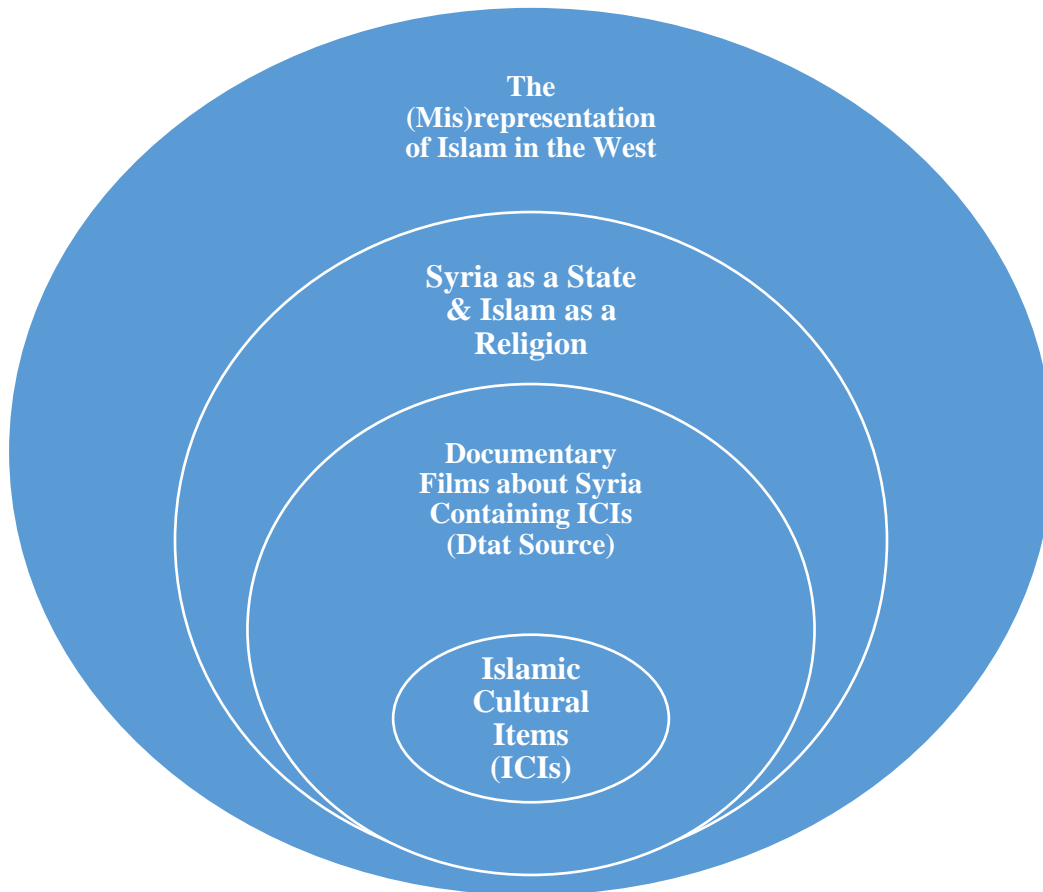 The
(Mis)representation
of Islam in the West
Syria as a State
& Islam as a
Religion
Documentary
Films about Syria
Containing ICIs
(Dtat Source)
Islamic
Cultural
Items
(ICIs)